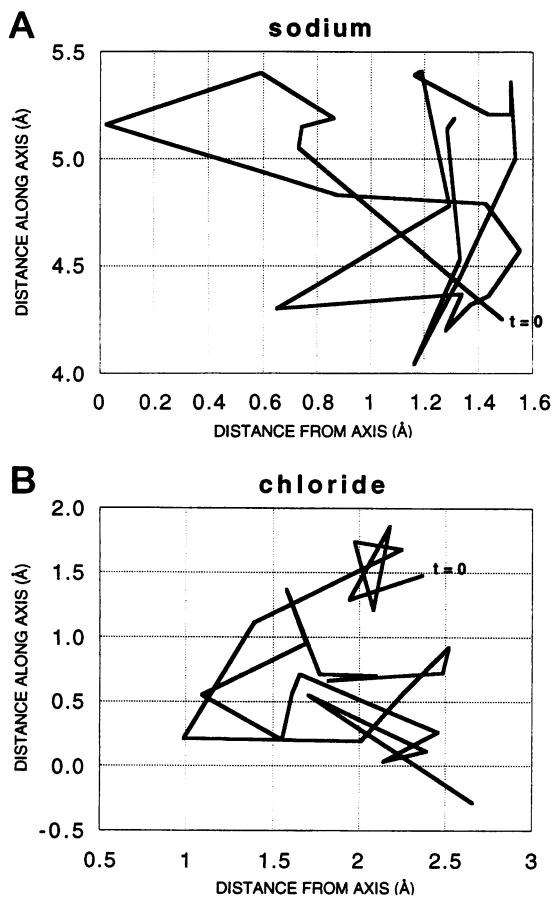 A
sodium
DISTANCE ALONG AXIS (Å)
5.5
5.0
4.5
4.0
t=0
0 0.2 0.4 0.6 0.8 1 1.2 1.4 1.6
DISTANCE FROM AXIS (Å)
B
chloride
DISTANCE ALONG AXIS (Å)
2.0
1.5
1.0
0.5
0.0
-0.5
t=0
0.5 1 1.5 2 2.5 3
DISTANCE FROM AXIS (Å)